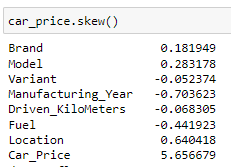 car_price.skew()
Brand 0.181949
Model 0.283178
Variant -0.052374
Manufacturing_Year -0.703623
Driven_KiloMeters -0.068305
Fuel -0.441923
Location 0.640418
Car_Price 5.656679